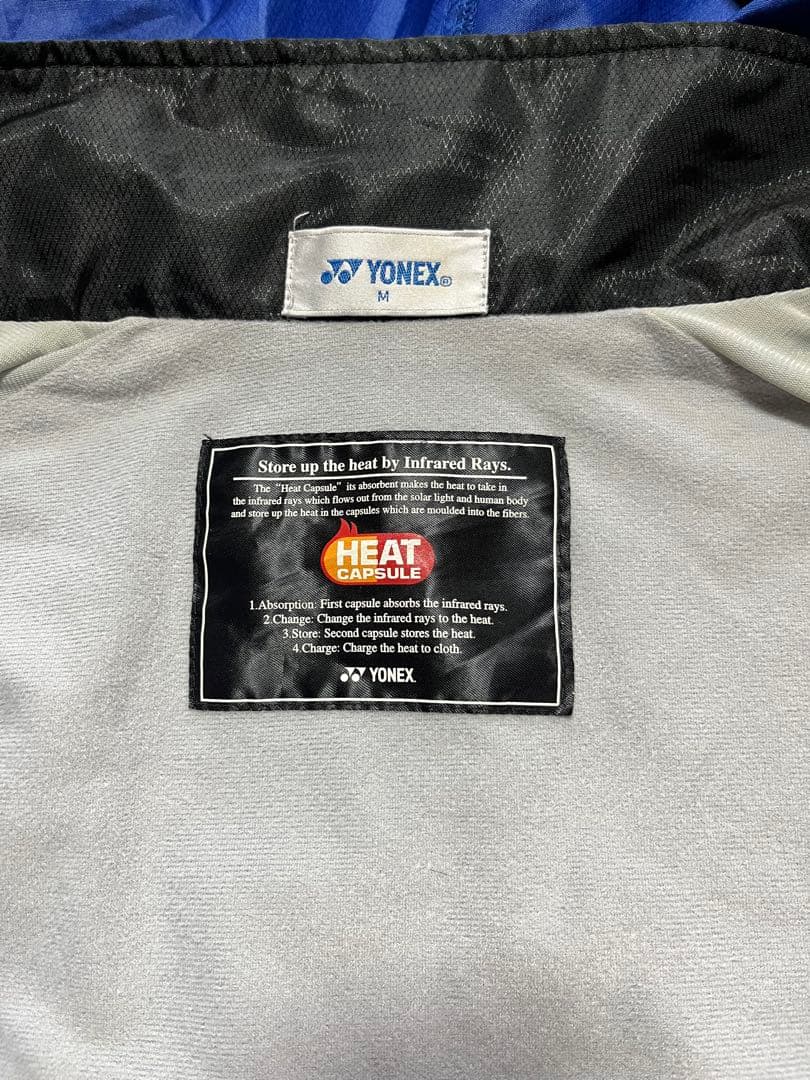 YONEX®
M
Store up the heat by Infrared Rays.
The "Heat Capsule" its absorbent makes the heat to take in
the infrared rays which flows out from the solar light and human body
and store up the heat in the capsules which are moulded into the fibers.
HEAT
CAPSULE
1.Absorption: First capsule absorbs the infrared rays.
2.Change: Change the infrared rays to the heat.
3.Store: Second capsule stores the heat.
4.Charge: Charge the heat to cloth.
YONEX.